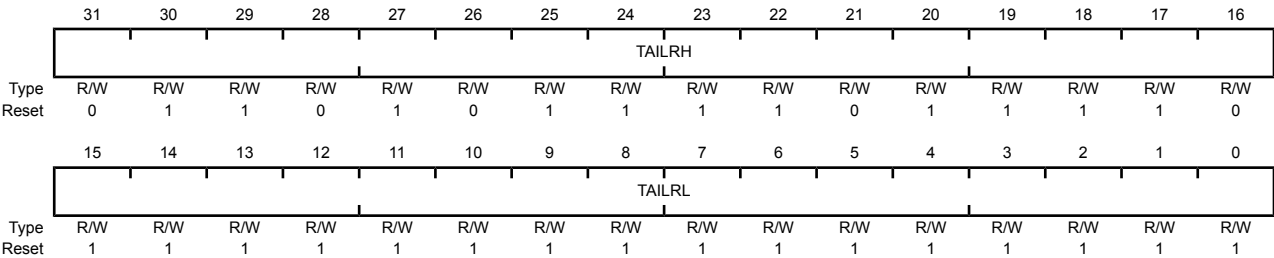 31 30 29 28 27 26 25 24 23 22 21 20 19 18 17 16
TAILRH
Type R/W R/W R/W R/W R/W R/W R/W R/W R/W R/W R/W R/W R/W R/W R/W R/W
Reset 0 1 1 0 1 0 1 1 1 1 0 1 1 1 1 0
15 14 13 12 11 10 9 8 7 6 5 4 3 2 1 0
TAILRL
Type R/W R/W R/W R/W R/W R/W R/W R/W R/W R/W R/W R/W R/W R/W R/W R/W
Reset 1 1 1 1 1 1 1 1 1 1 1 1 1 1 1 1